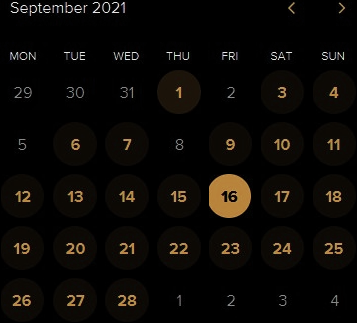 September 2021
MON TUE WED THU FRI SAT SUN
29 30 31 1 2 3 4
5 6 7 8 9 10 11
12 13 14 15 16 17 18
19 20 21 22 23 24 25
26 27 28 1 2 3 4